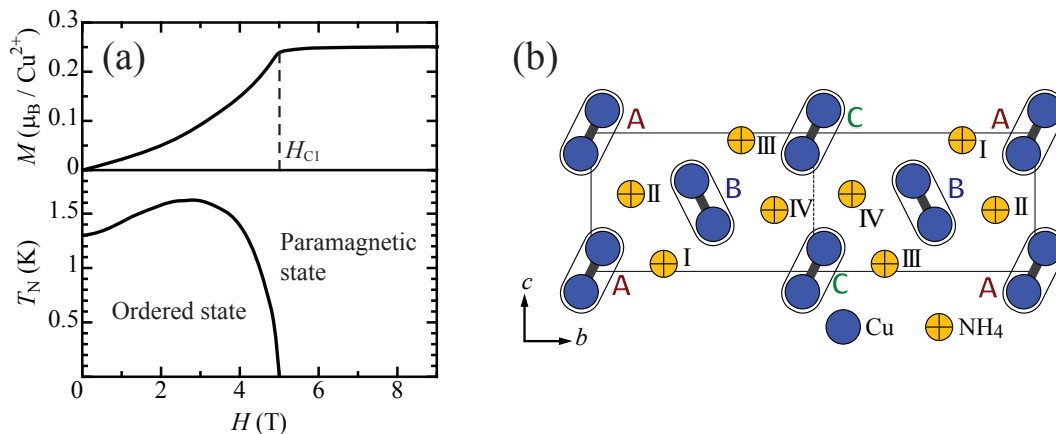 (a)
M (μB / Cu2+)
0.3
0.2
0.1
0
HC1
TN (K)
1.5
1
0.5
Paramagnetic
state
Ordered state
0 2 4 6 8
H (T)
(b)
A C A
Ⅲ Ⅰ
Ⅱ B Ⅳ Ⅳ B Ⅱ
Ⅰ Ⅲ
A C A
c
b
Cu NH4